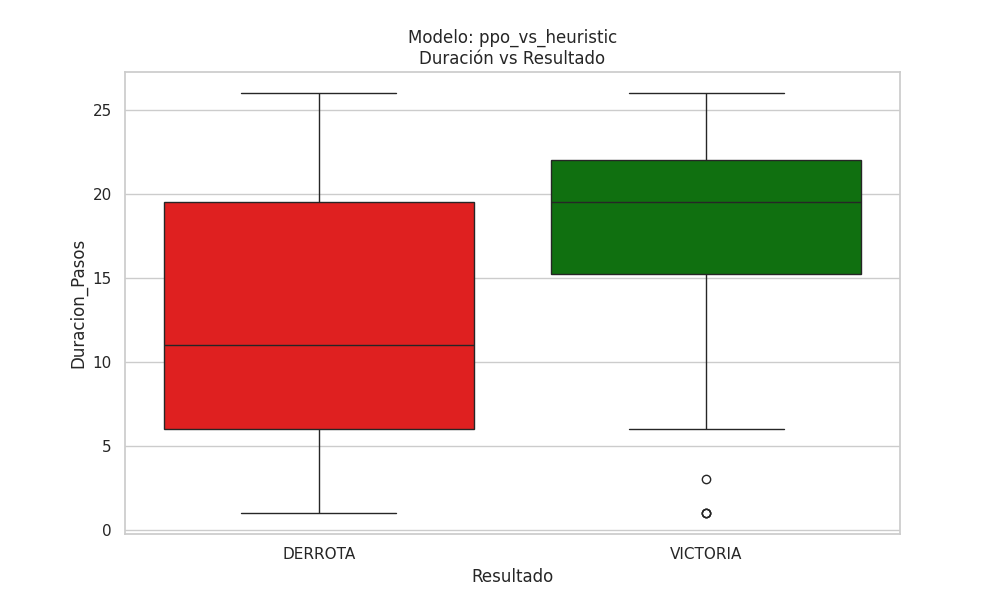 Modelo: ppo_vs_heuristic
Duración vs Resultado
25
20
15
10
5
0
Duracion_Pasos
DERROTA
VICTORIA
Resultado